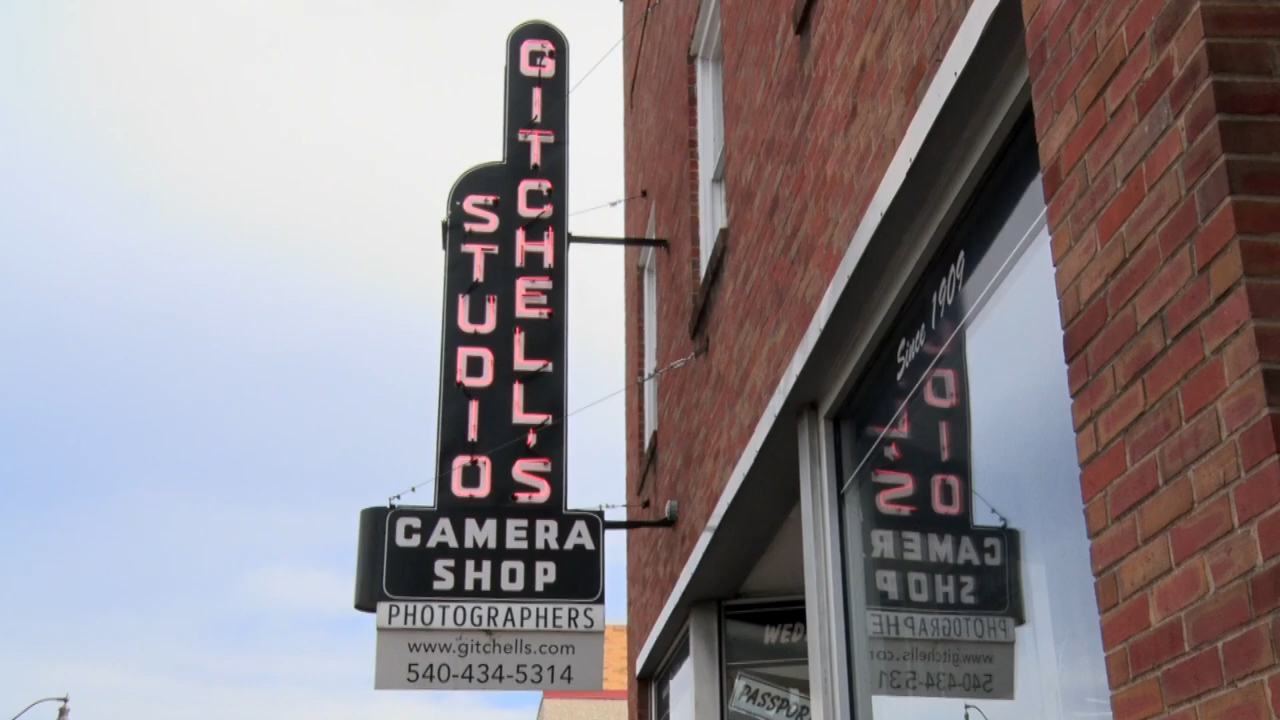 GITCHELL'S
STUDIO
CAMERA
SHOP
PHOTOGRAPHERS
www.gitchells.com
540-434-5314
Since 1909